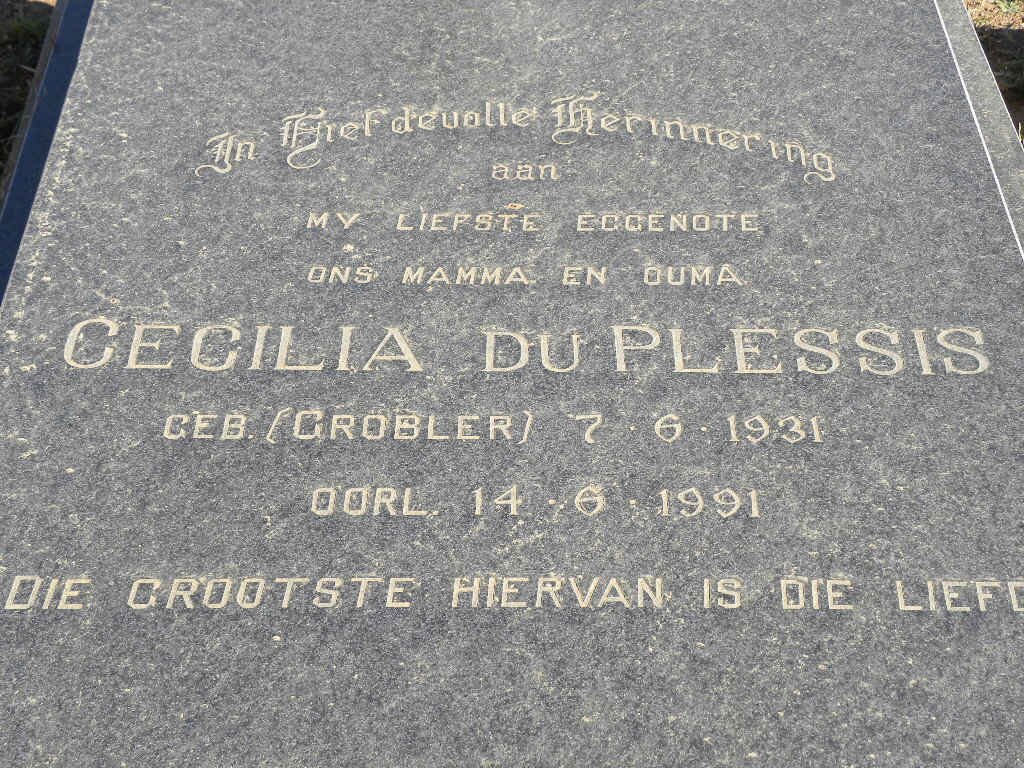 In Liefdevolle Herinnering
aan
MY LIEFSTE EGGENOTE
ONS MAMMA EN OUMA
CECILIA DU PLESSIS
GEB. (GROBLER) 7·6·1931
OORL. 14·6·1991
DIE GROOTSTE HIERVAN IS DIE LIEFD